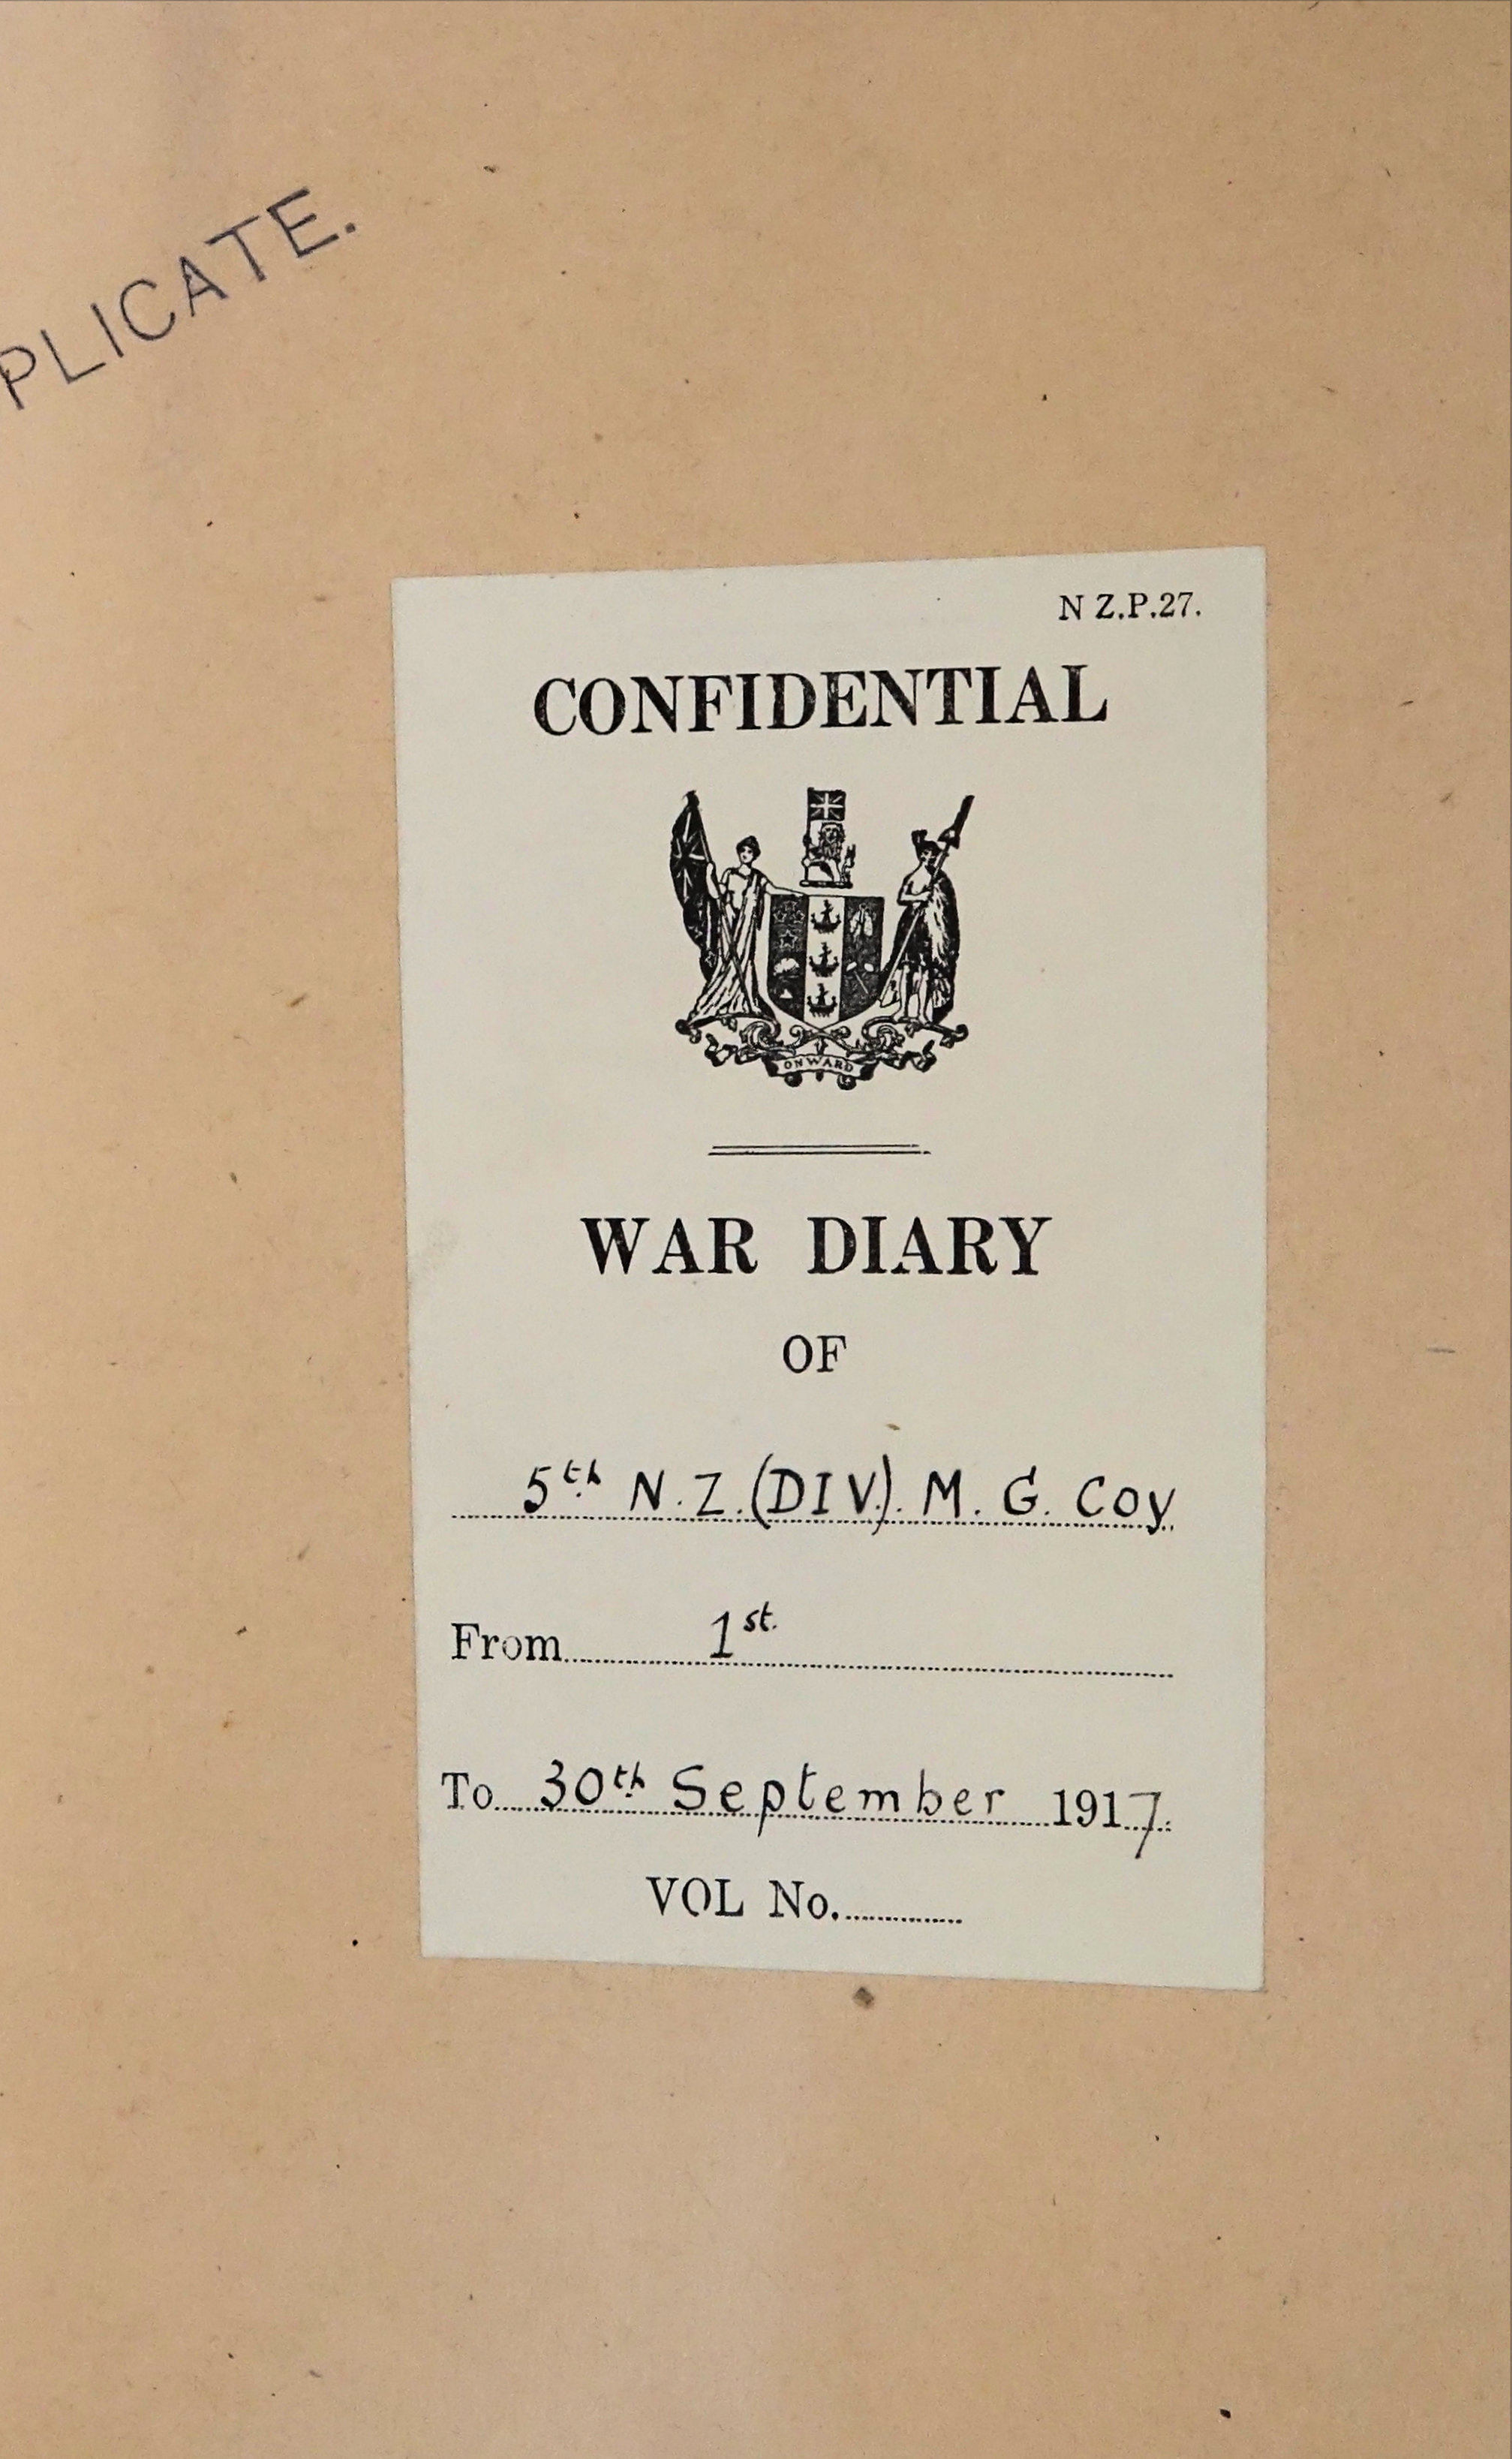 PLICATE.
N Z.P.27.
CONFIDENTIAL
ONWARD
WAR DIARY
OF
5th N.Z.(DIV). M. G. Coy
From 1st.
To 30th September 1917.
VOL No.